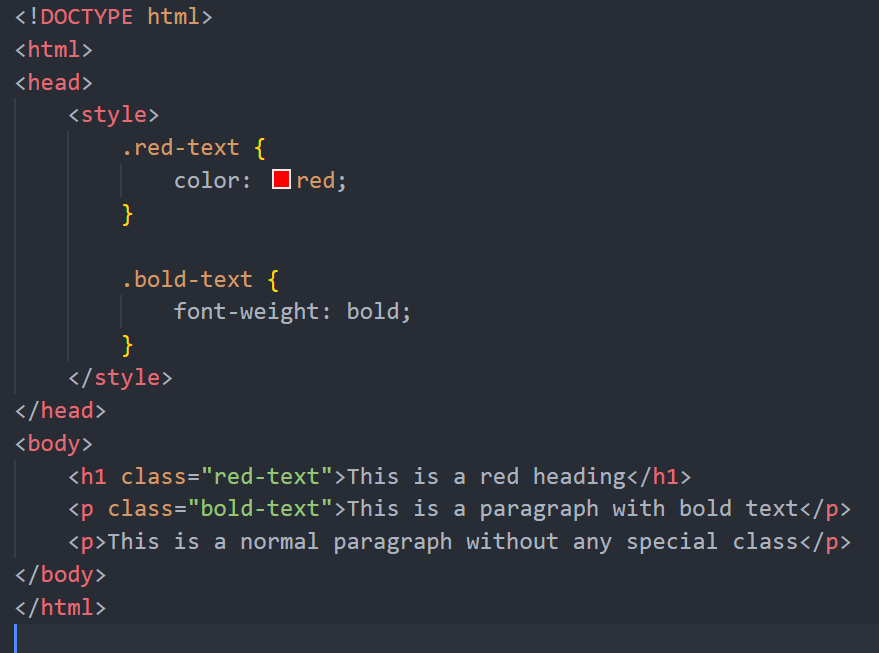 <!DOCTYPE html>
<html>
<head>
    <style>
        .red-text {
            color: red;
        }

        .bold-text {
            font-weight: bold;
        }
    </style>
</head>
<body>
    <h1 class="red-text">This is a red heading</h1>
    <p class="bold-text">This is a paragraph with bold text</p>
    <p>This is a normal paragraph without any special class</p>
</body>
</html>